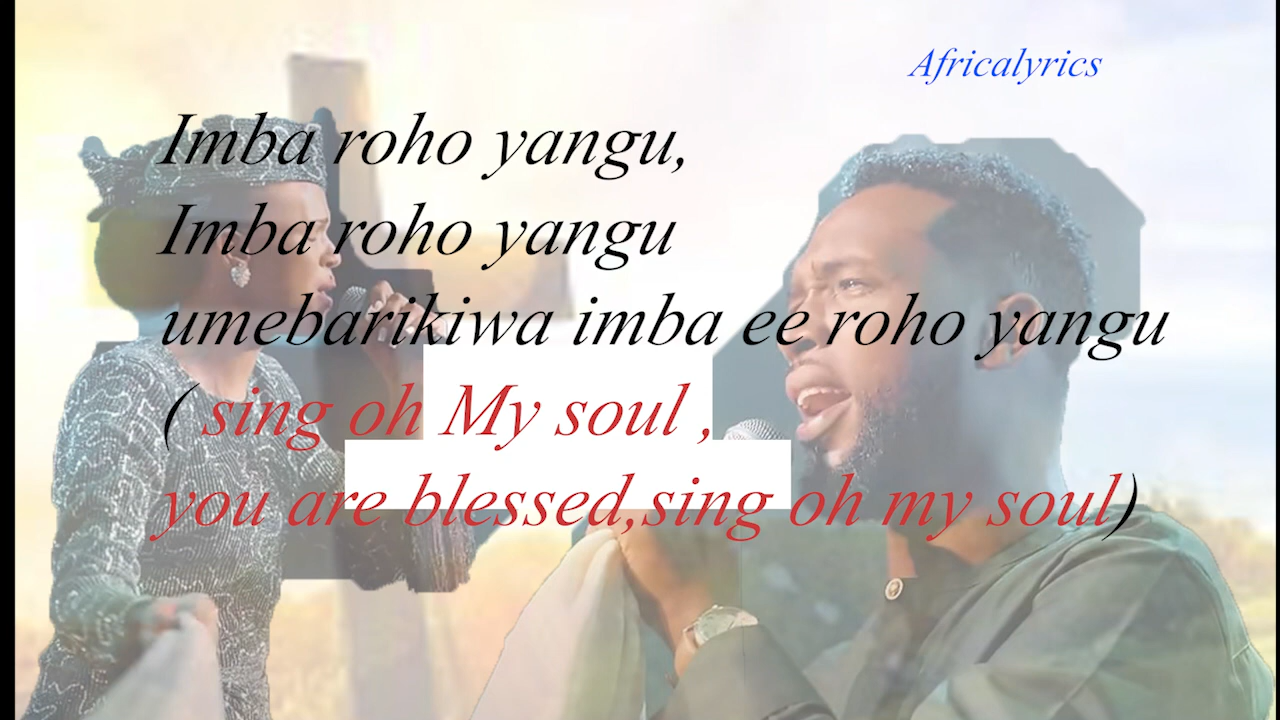 Africalyrics
Imba roho yangu,
Imba roho yangu
umebarikiwa imba ee roho yangu
( sing oh My soul ,
you are blessed,sing oh my soul)